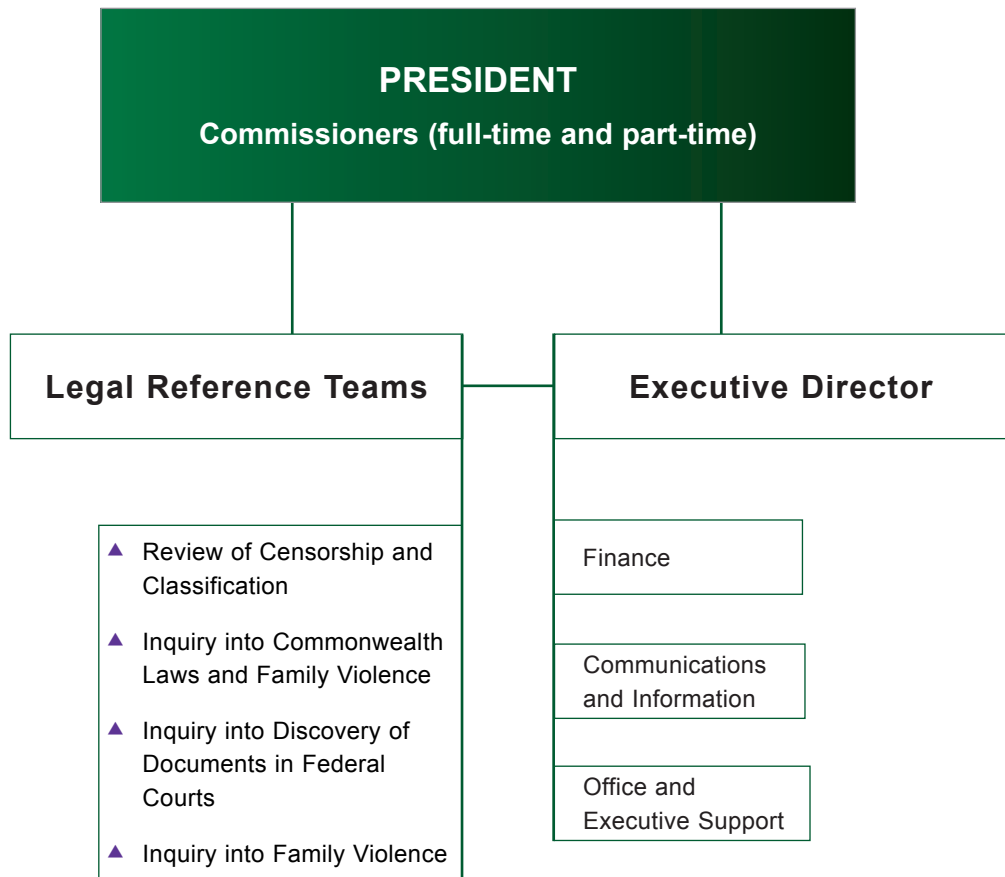 PRESIDENT
Commissioners (full-time and part-time)
Legal Reference Teams
Executive Director
Review of Censorship and
Classification
Inquiry into Commonwealth
Laws and Family Violence
Inquiry into Discovery of
Documents in Federal
Courts
Inquiry into Family Violence
Finance
Communications
and Information
Office and
Executive Support